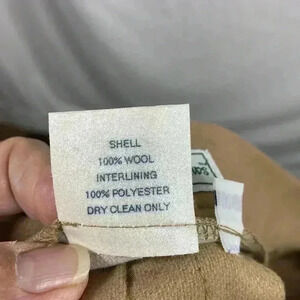 SHELL
100% WOOL
INTERLINING
100% POLYESTER
DRY CLEAN ONLY